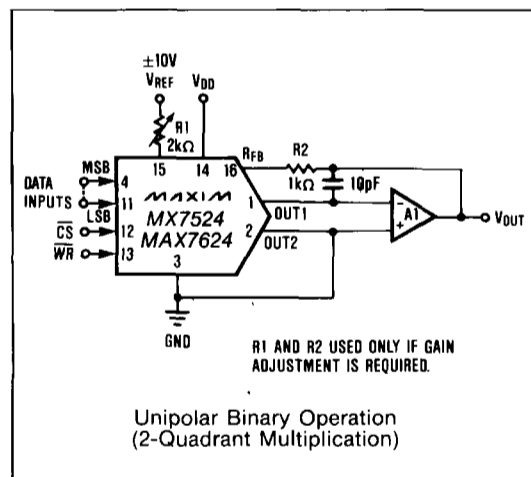 ±10V
VREF
VDD
R1
2kΩ
RFB
R2
1kΩ
10pF
15
14
16
MSB
DATA
INPUTS
4
11
LSB
CS
12
WR
13
MAXIM
MX7524
MAX7624
1
OUT1
2
OUT2
3
−
+
A1
VOUT
GND
R1 AND R2 USED ONLY IF GAIN
ADJUSTMENT IS REQUIRED.
Unipolar Binary Operation
(2-Quadrant Multiplication)